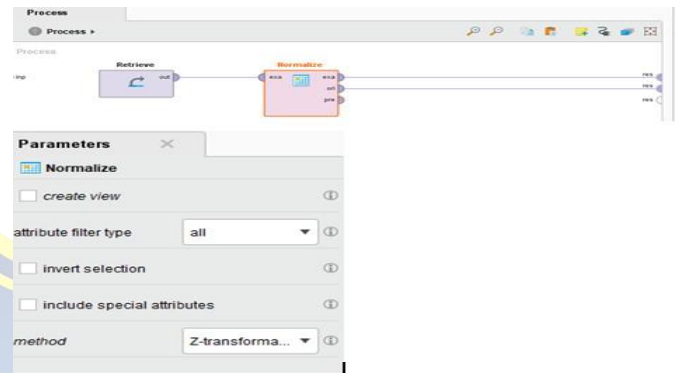 Process
Process
Process
Retrieve
Normalize
inp
out
exa
exa
ori
pre
res
res
res
Parameters
Normalize
create view
attribute filter type
all
invert selection
include special attributes
method
Z-transforma...